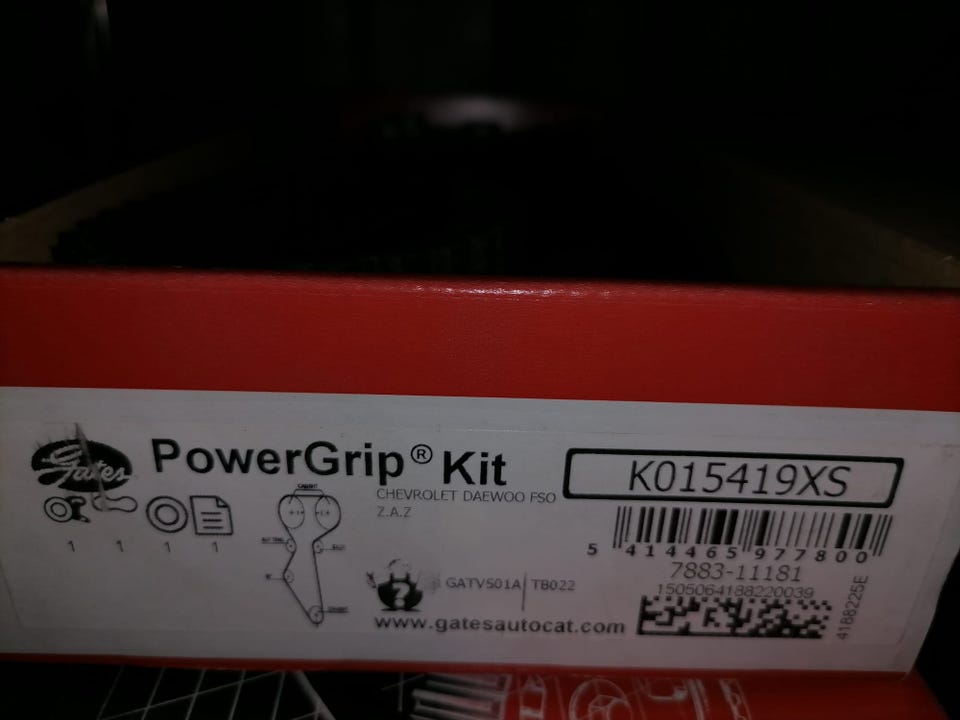 Gates
PowerGrip® Kit
K015419XS
CHEVROLET DAEWOO FSO
Z.A.Z
1 1 1 1
5 414465 977800
7883-11181
1505064188220039
GATVS01A TB022
www.gatesautocat.com
4188225E